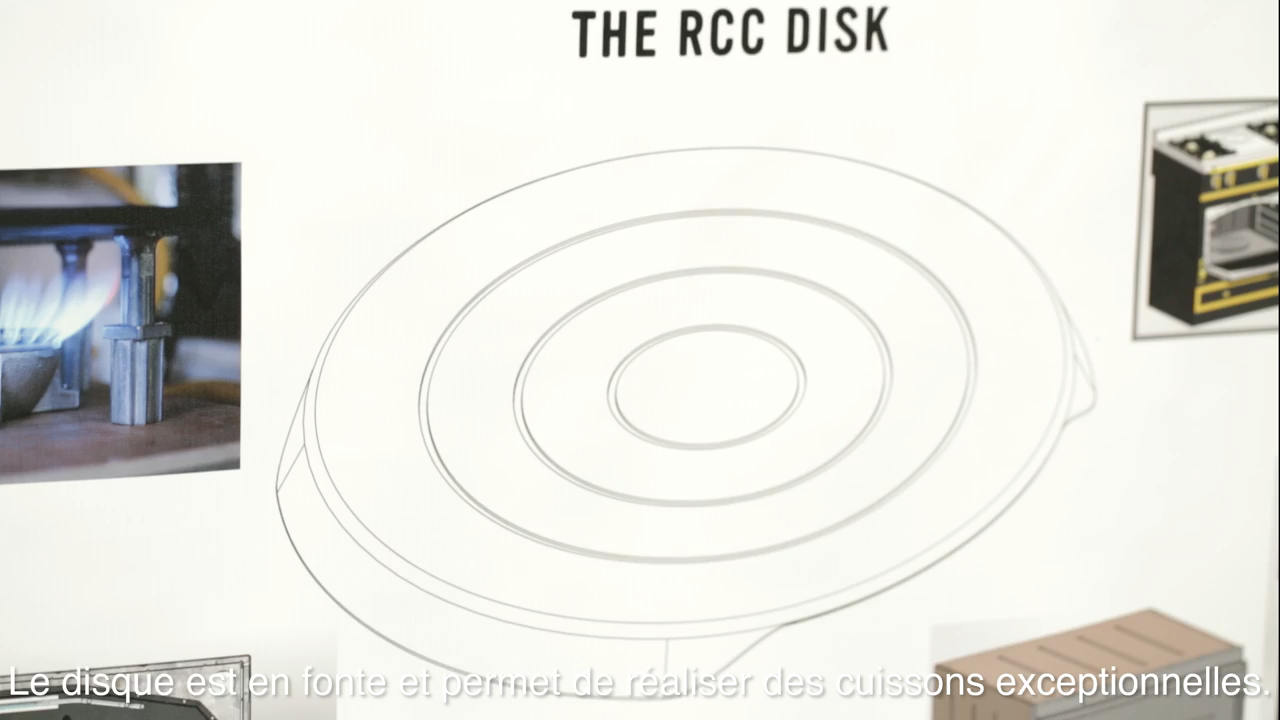 THE RCC DISK
Le disque est en fonte et permet de réaliser des cuissons exceptionnelles.